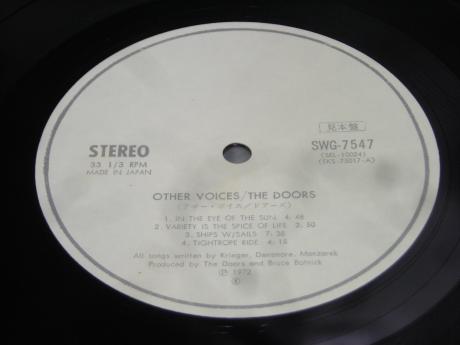 STEREO
33 1/3 RPM
MADE IN JAPAN
見本盤
SWG-7547
(SEL-10024)
(EKS-75017-A)
OTHER VOICES/THE DOORS
(アザー・ボイス/ドアーズ)
1. IN THE EYE OF THE SUN. 4:46
2. VARIETY IS THE SPICE OF LIFE 2:50
3. SHIPS W/SAILS 7:38
4. TIGHTROPE RIDE 4:15
All songs written by Krieger, Densmore, Manzarek
Produced by The Doors and Bruce Botnick
Ⓟ 1972